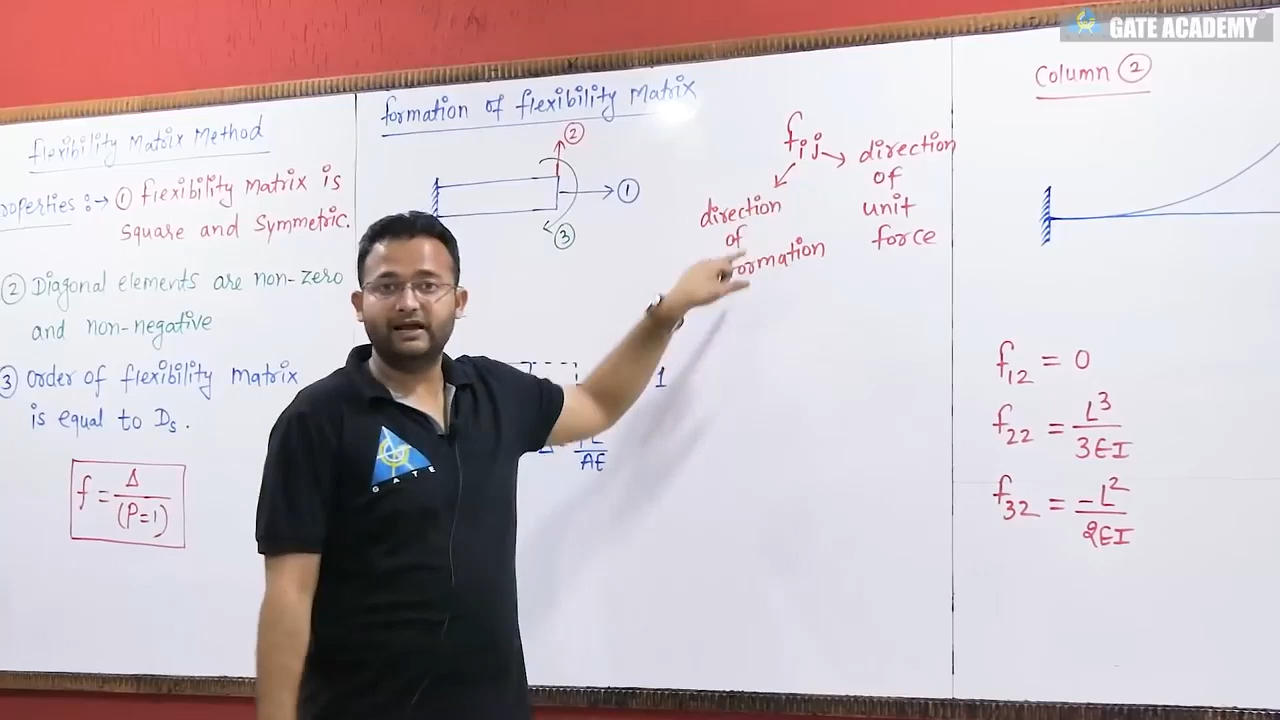 GATE ACADEMY
flexibility Matrix Method
roperties :→ ① flexibility Matrix is
Square and Symmetric.
② Diagonal elements are non-zero
and non-negative
③ Order of flexibility matrix
is equal to Ds.
f = Δ / (P=1)
formation of flexibility Matrix
②
①
③
fij
direction
of
ormation
direction
of
unit
force
1
AE
GATE
Column ②
f12 = 0
f22 = L³ / 3EI
f32 = -L² / 2EI